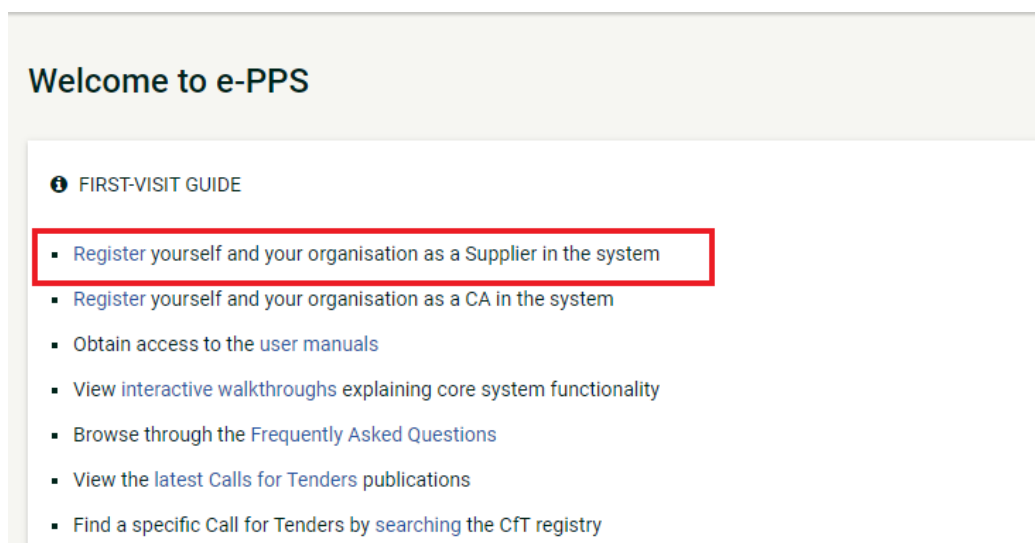 Welcome to e-PPS
FIRST-VISIT GUIDE
Register yourself and your organisation as a Supplier in the system
Register yourself and your organisation as a CA in the system
Obtain access to the user manuals
View interactive walkthroughs explaining core system functionality
Browse through the Frequently Asked Questions
View the latest Calls for Tenders publications
Find a specific Call for Tenders by searching the CfT registry